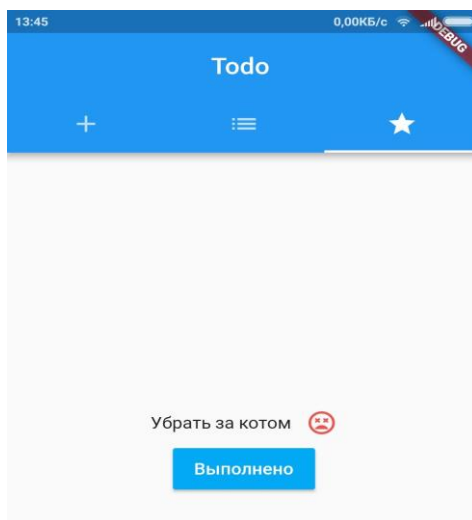 13:45 0,00КБ/с
DEBUG
Todo
Убрать за котом
Выполнено